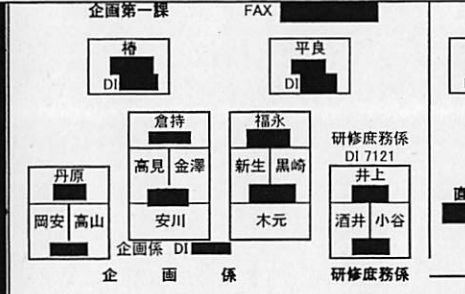 企画第一課 FAX
椿 平良
DI DI
倉持 福永
研修庶務係
DI 7121
高見 金澤 新生 黒崎
丹原 井上
岡安 高山 安川 木元 酒井 小谷
企画係 DI
企 画 係 研修庶務係